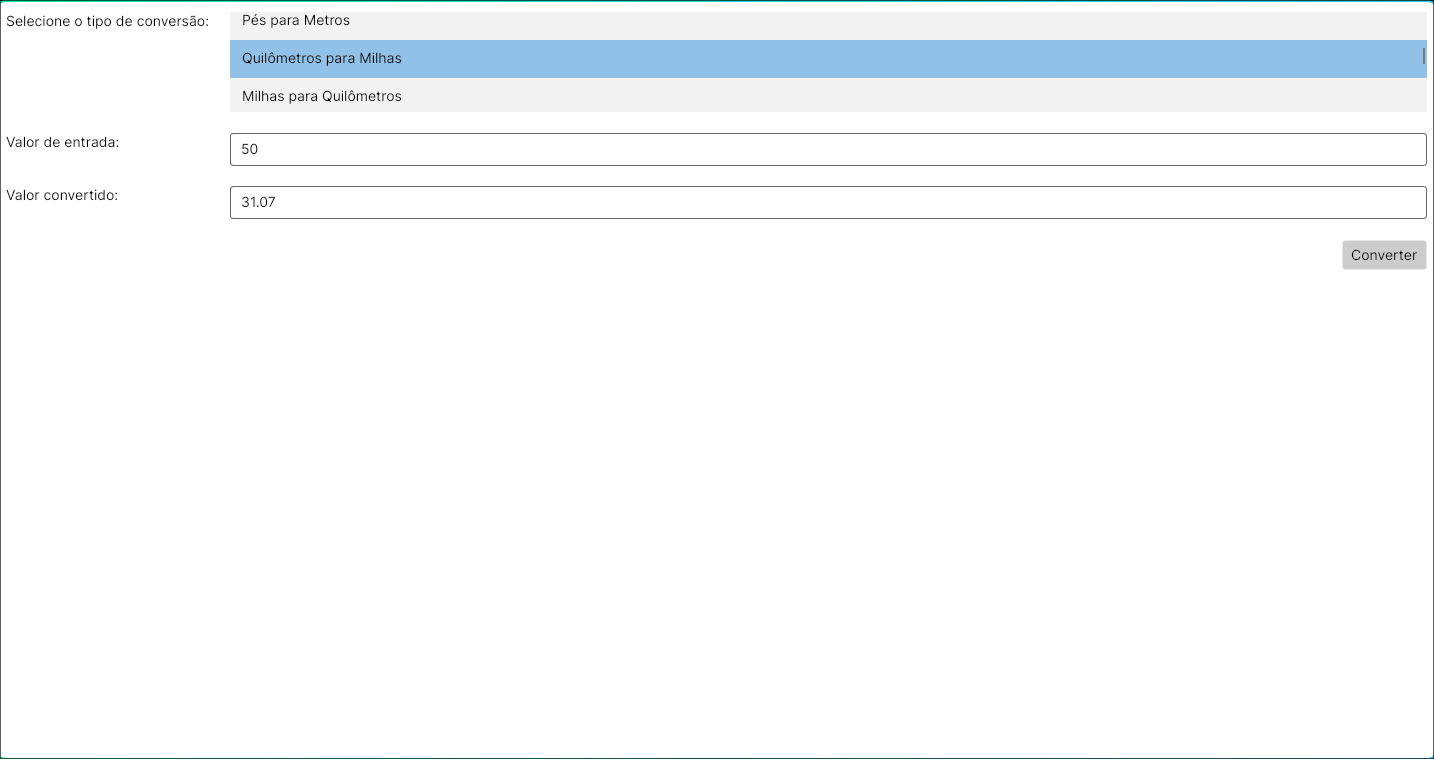 Selecione o tipo de conversão:
Pés para Metros
Quilômetros para Milhas
Milhas para Quilômetros
Valor de entrada:
50
Valor convertido:
31.07
Converter